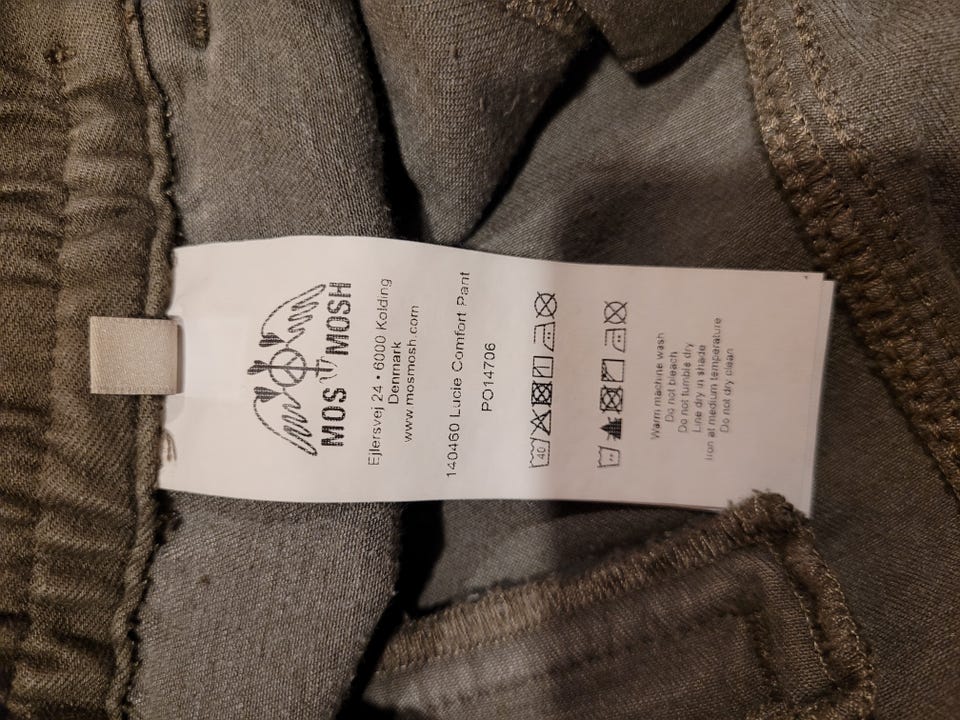 MOS MOSH
Ejlersvej 24 • 6000 Kolding
Denmark
www.mosmosh.com
140460 Lucie Comfort Pant
PO14706
40
Warm machine wash
Do not bleach
Do not tumble dry
Line dry in shade
Iron at medium temperature
Do not dry clean